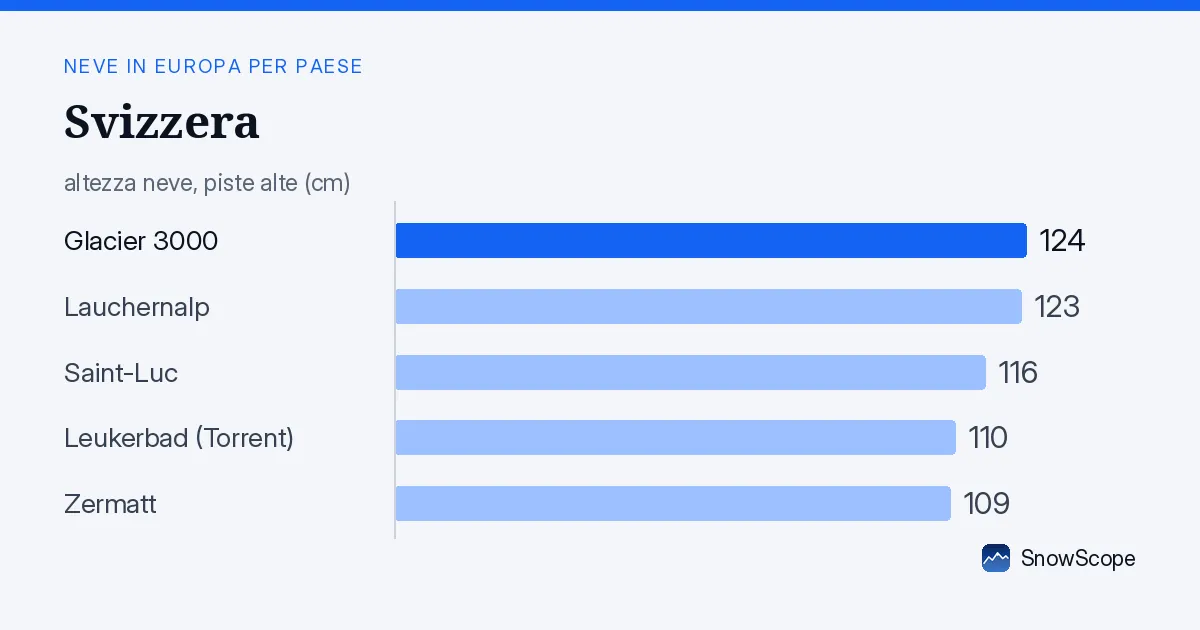 NEVE IN EUROPA PER PAESE
Svizzera
altezza neve, piste alte (cm)
Glacier 3000 124
Lauchernalp 123
Saint-Luc 116
Leukerbad (Torrent) 110
Zermatt 109
SnowScope